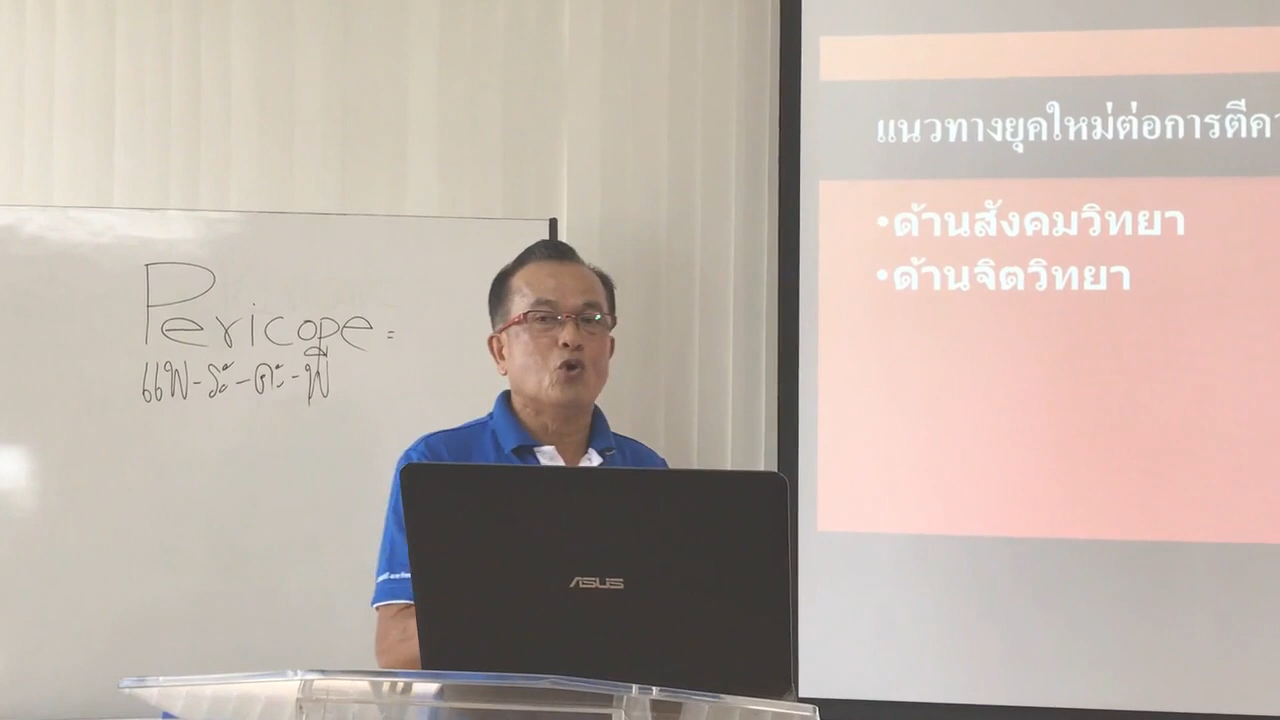 Pericope =
แพ-ระ-คะ-พี
แนวทางยุคใหม่ต่อการตีคว
•ด้านสังคมวิทยา
•ด้านจิตวิทยา
ASUS